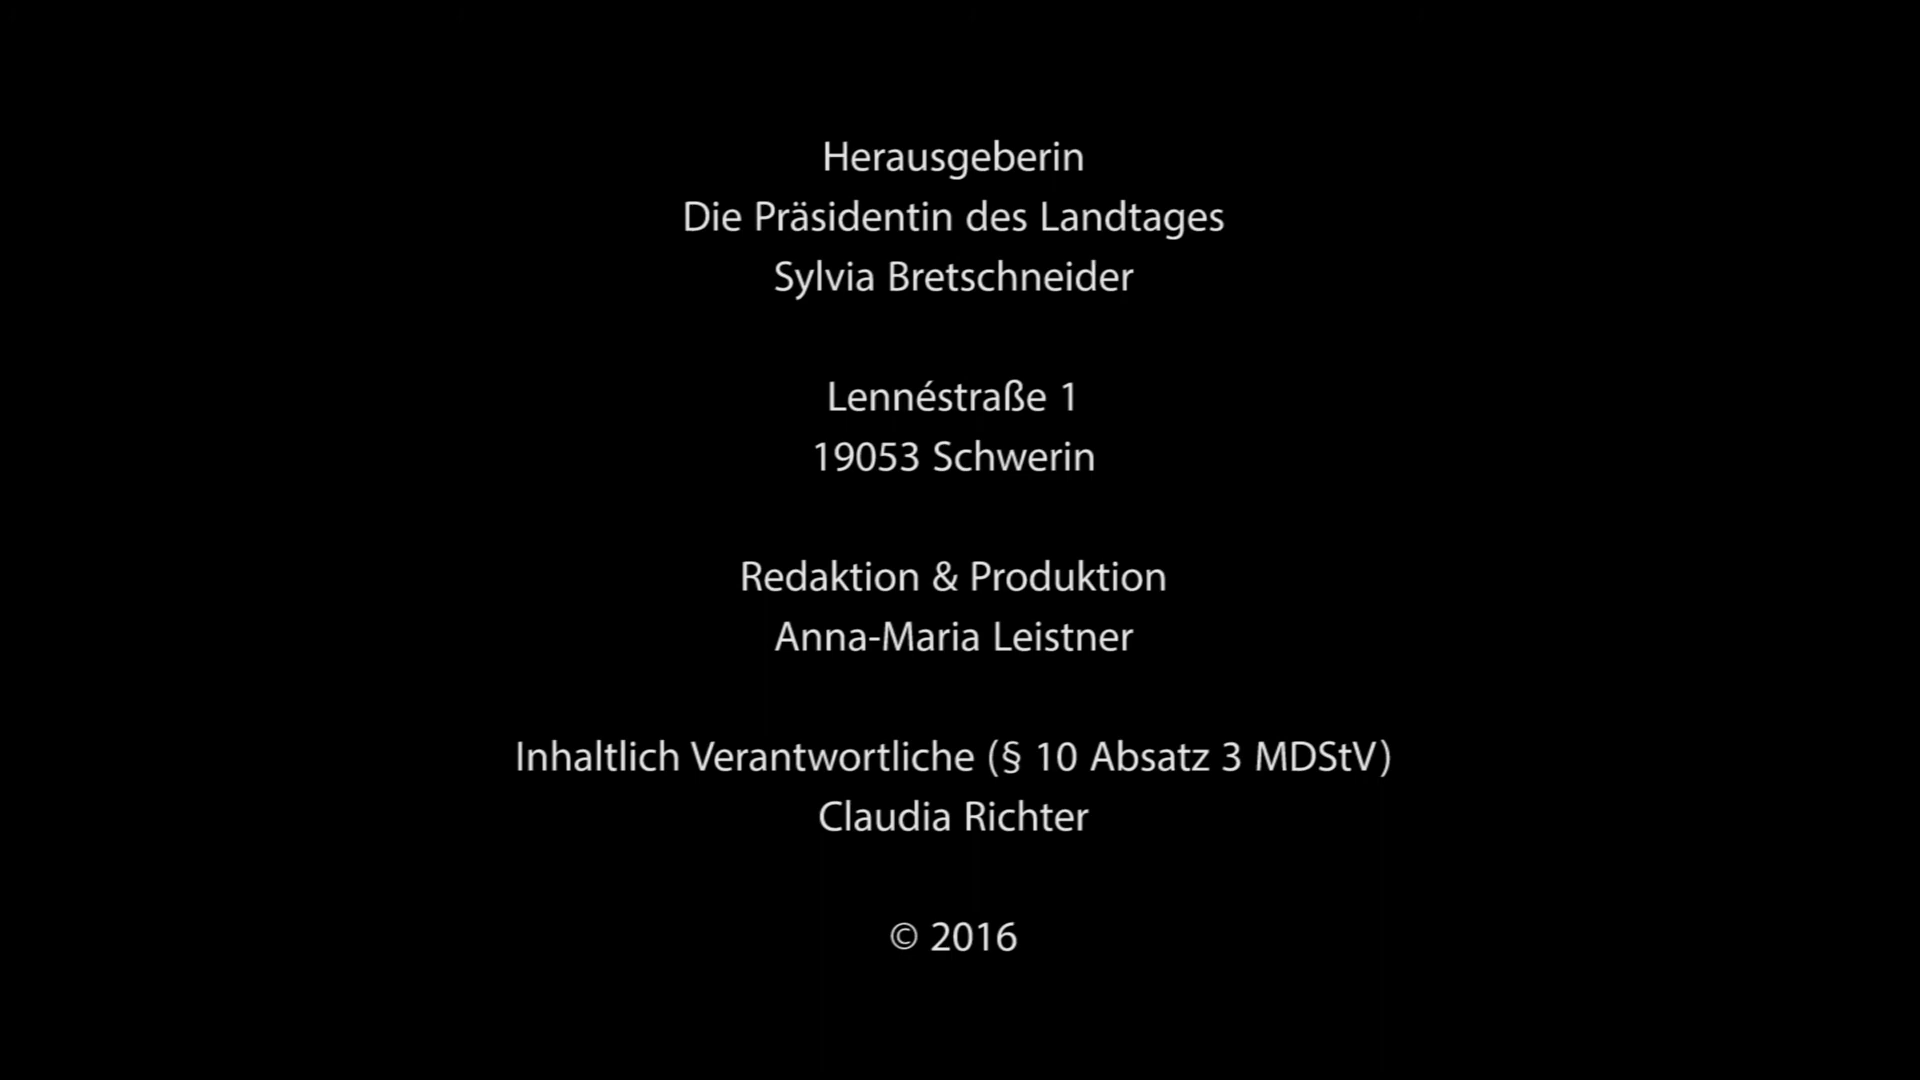 Herausgeberin
Die Präsidentin des Landtages
Sylvia Bretschneider
Lennéstraße 1
19053 Schwerin
Redaktion & Produktion
Anna-Maria Leistner
Inhaltlich Verantwortliche (§ 10 Absatz 3 MDStV)
Claudia Richter
© 2016